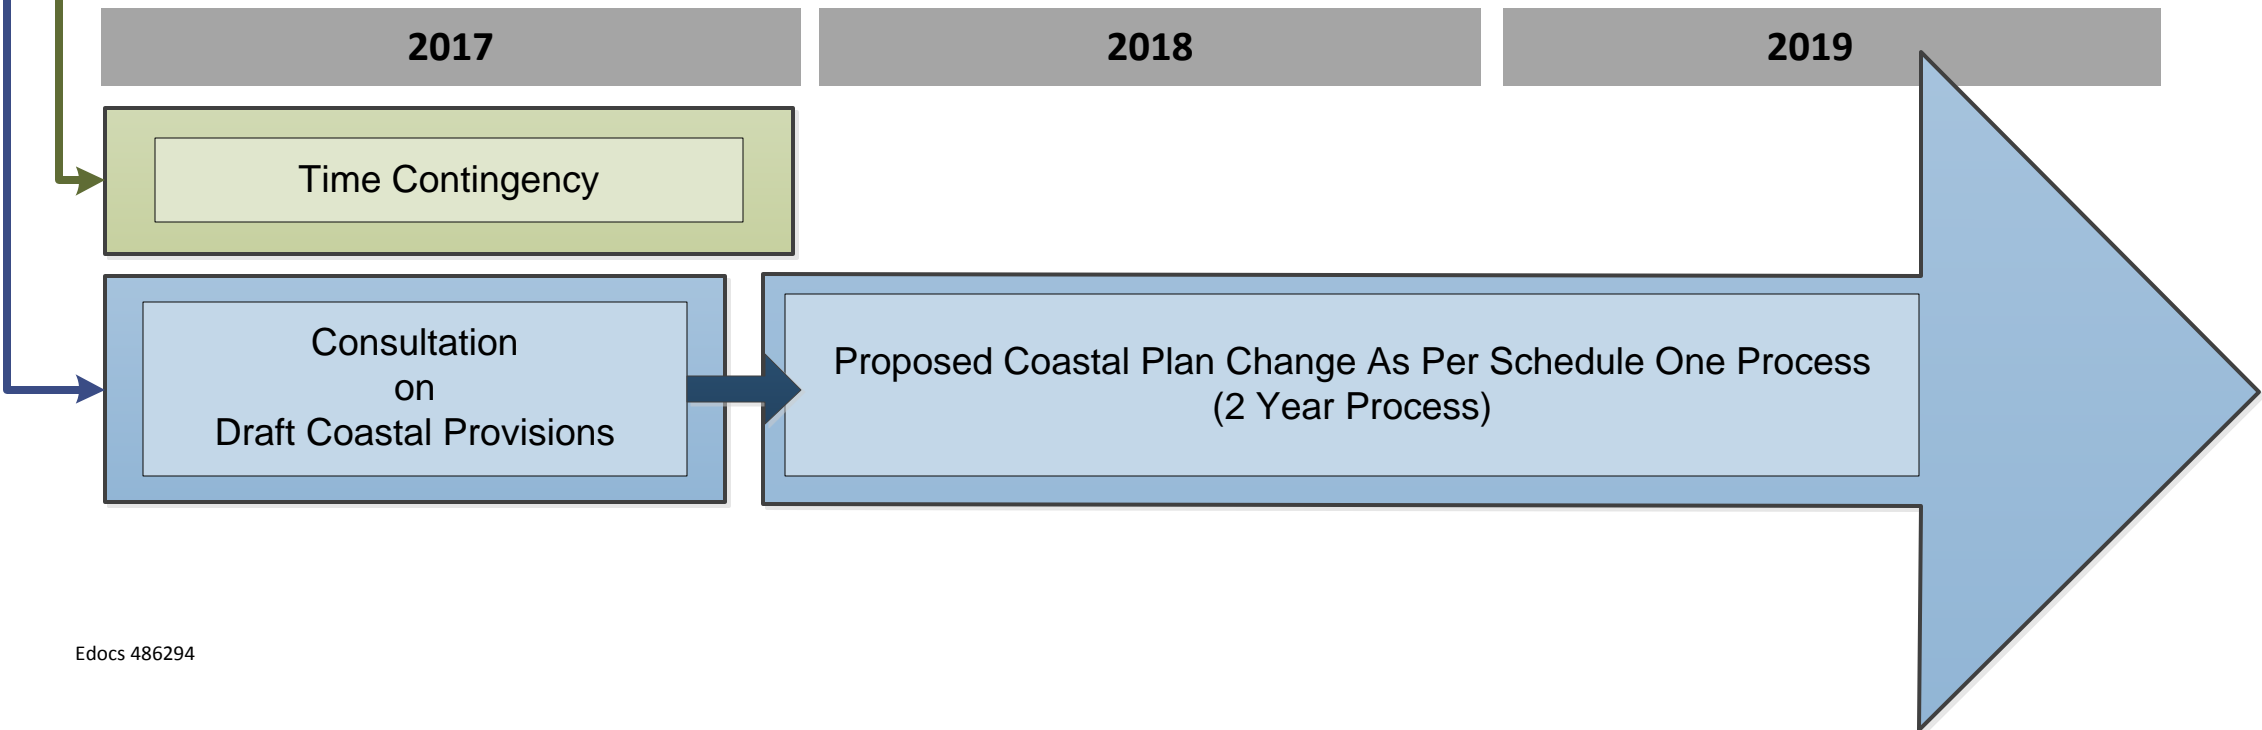 2017
2018
2019
Time Contingency
Consultation
on
Draft Coastal Provisions
Proposed Coastal Plan Change As Per Schedule One Process
(2 Year Process)
Edocs 486294